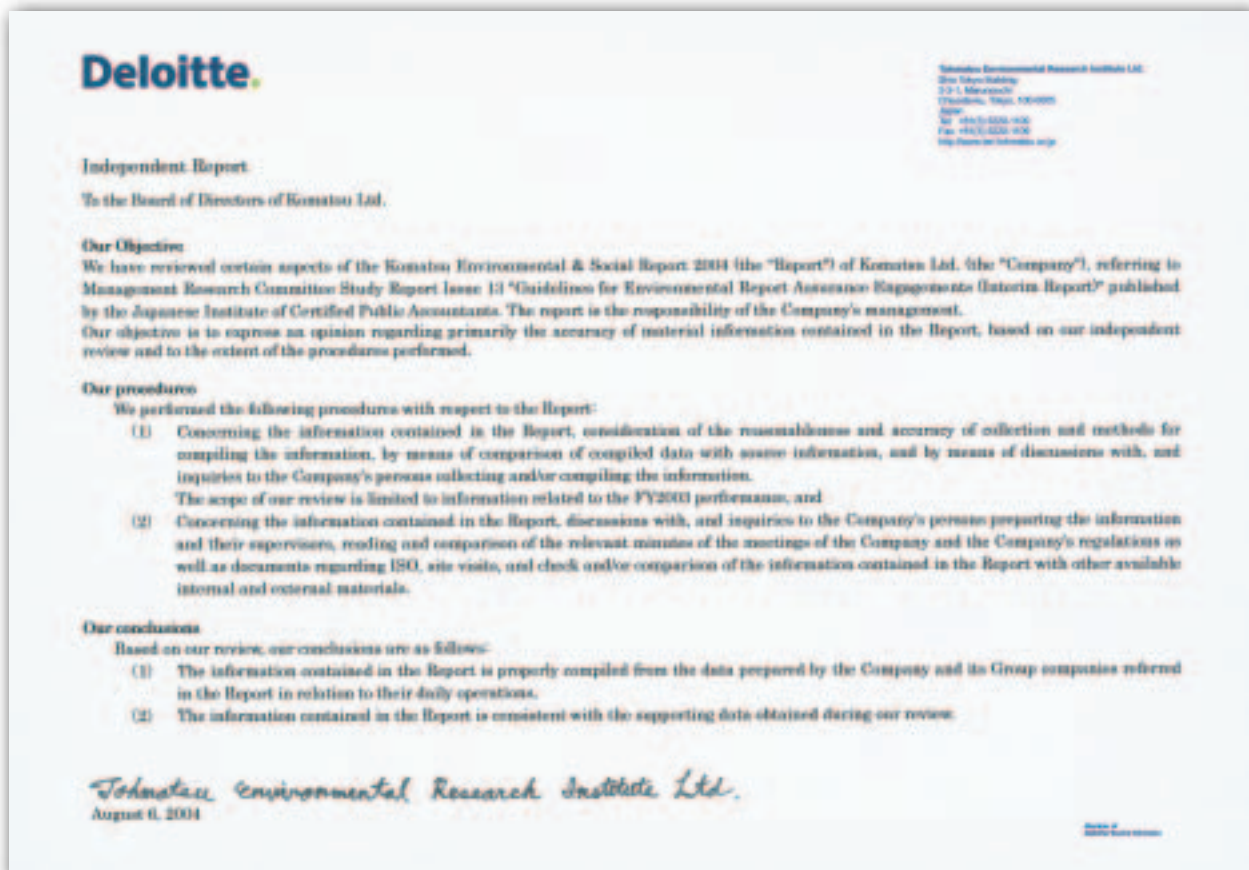 Deloitte.
Tohmatsu Environmental Research Institute Ltd.
Tokyo
Japan
Independent Report
To the Board of Directors of Komatsu Ltd.
Our Objective
We have reviewed certain aspects of the Komatsu Environmental & Social Report 2004 (the "Report") of Komatsu Ltd. (the "Company"), referring to
Management Research Committee Study Report Issue 13 "Guidelines for Environmental Report Assurance Engagements (Interim Report)" published
by the Japanese Institute of Certified Public Accountants. The report is the responsibility of the Company's management.
Our objective is to express an opinion regarding primarily the accuracy of material information contained in the Report, based on our independent
review and to the extent of the procedures performed.
Our procedures
We performed the following procedures with respect to the Report:
(1) Concerning the information contained in the Report, consideration of the reasonableness and accuracy of collection and methods for
compiling the information, by means of comparison of compiled data with source information, and by means of discussions with, and
inquiries to the Company's persons collecting and/or compiling the information.
The scope of our review is limited to information related to the FY2003 performance, and
(2) Concerning the information contained in the Report, discussions with, and inquiries to the Company's persons preparing the information
and their supervisors, reading and comparison of the relevant minutes of the meetings of the Company and the Company's regulations as
well as documents regarding ISO, site visits, and check and/or comparison of the information contained in the Report with other available
internal and external materials.
Our conclusions
Based on our review, our conclusions are as follows:
(1) The information contained in the Report is properly compiled from the data prepared by the Company and its Group companies referred
in the Report in relation to their daily operations.
(2) The information contained in the Report is consistent with the supporting data obtained during our review.
Tohmatsu Environmental Research Institute Ltd.
August 6, 2004